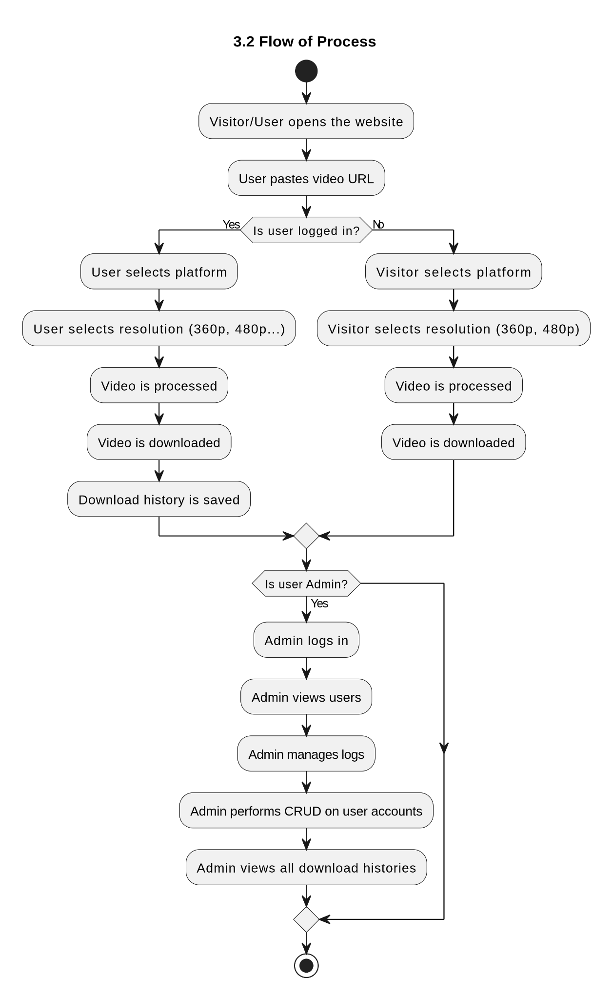 3.2 Flow of Process
Visitor/User opens the website
User pastes video URL
Is user logged in?
Yes
No
User selects platform
User selects resolution (360p, 480p...)
Video is processed
Video is downloaded
Download history is saved
Visitor selects platform
Visitor selects resolution (360p, 480p)
Video is processed
Video is downloaded
Is user Admin?
Yes
Admin logs in
Admin views users
Admin manages logs
Admin performs CRUD on user accounts
Admin views all download histories